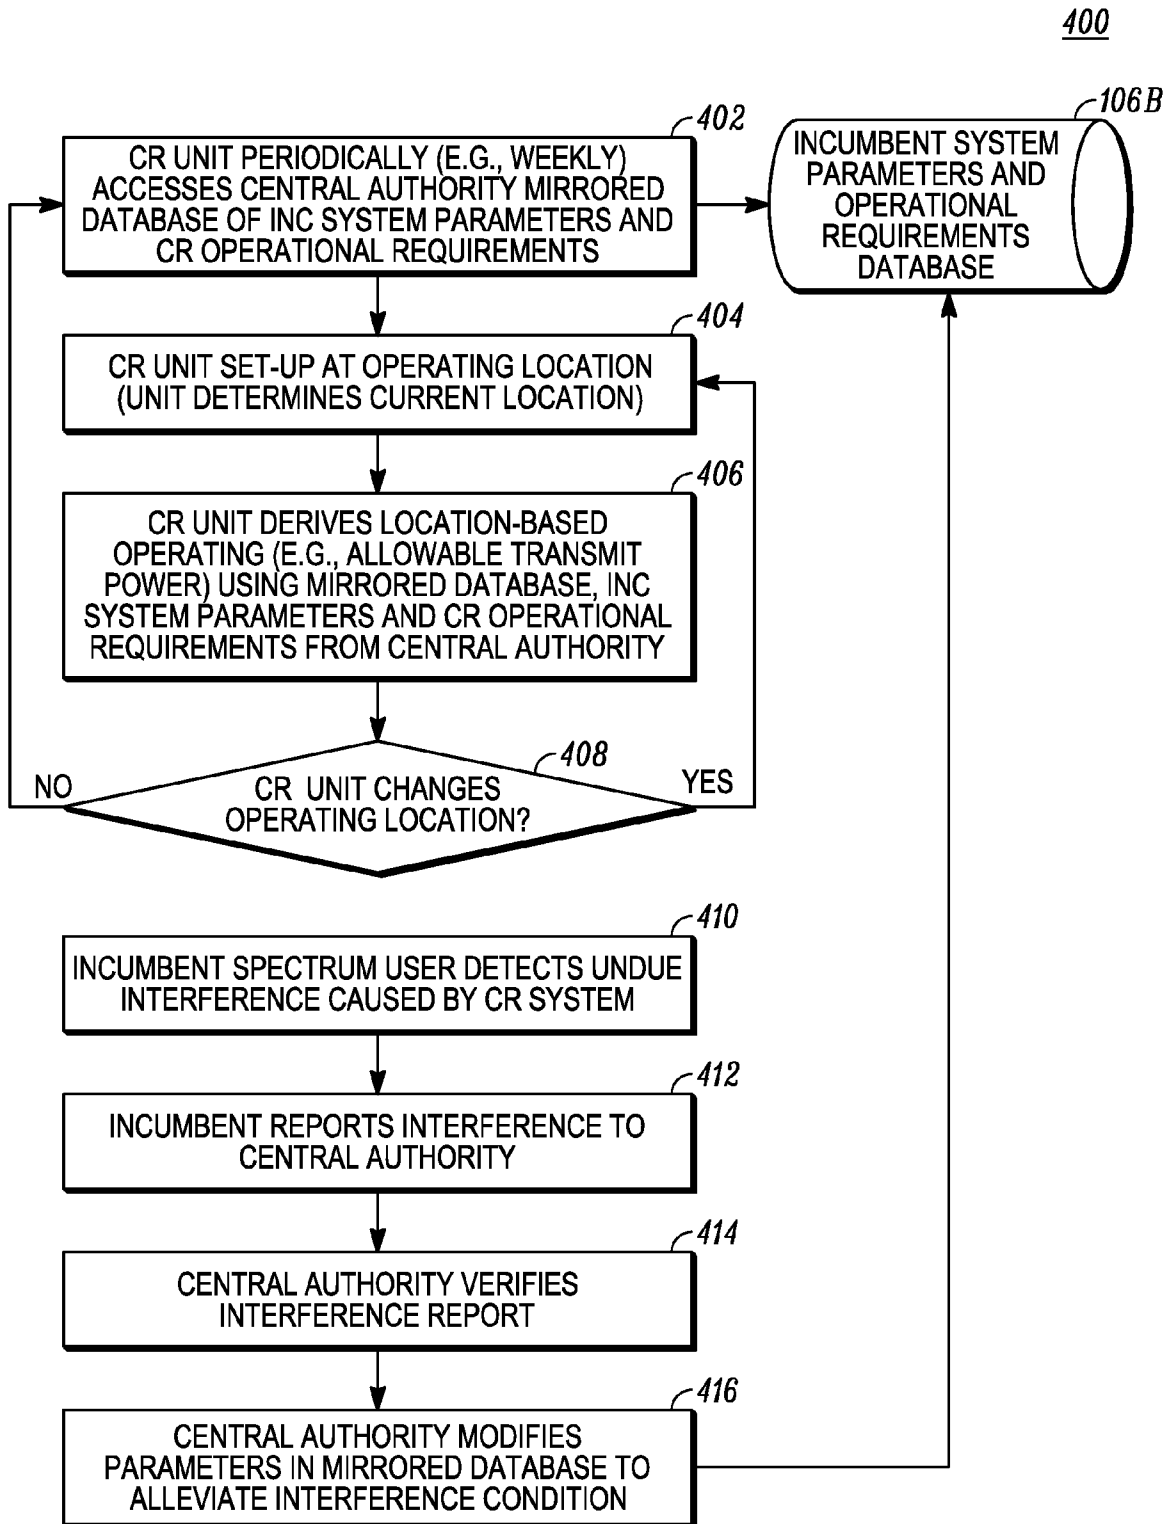 400
402
CR UNIT PERIODICALLY (E.G., WEEKLY)
ACCESSES CENTRAL AUTHORITY MIRRORED
DATABASE OF INC SYSTEM PARAMETERS AND
CR OPERATIONAL REQUIREMENTS
106B
INCUMBENT SYSTEM
PARAMETERS AND
OPERATIONAL
REQUIREMENTS
DATABASE
404
CR UNIT SET-UP AT OPERATING LOCATION
(UNIT DETERMINES CURRENT LOCATION)
406
CR UNIT DERIVES LOCATION-BASED
OPERATING (E.G., ALLOWABLE TRANSMIT
POWER) USING MIRRORED DATABASE, INC
SYSTEM PARAMETERS AND CR OPERATIONAL
REQUIREMENTS FROM CENTRAL AUTHORITY
408
NO
CR UNIT CHANGES
OPERATING LOCATION?
YES
410
INCUMBENT SPECTRUM USER DETECTS UNDUE
INTERFERENCE CAUSED BY CR SYSTEM
412
INCUMBENT REPORTS INTERFERENCE TO
CENTRAL AUTHORITY
414
CENTRAL AUTHORITY VERIFIES
INTERFERENCE REPORT
416
CENTRAL AUTHORITY MODIFIES
PARAMETERS IN MIRRORED DATABASE TO
ALLEVIATE INTERFERENCE CONDITION